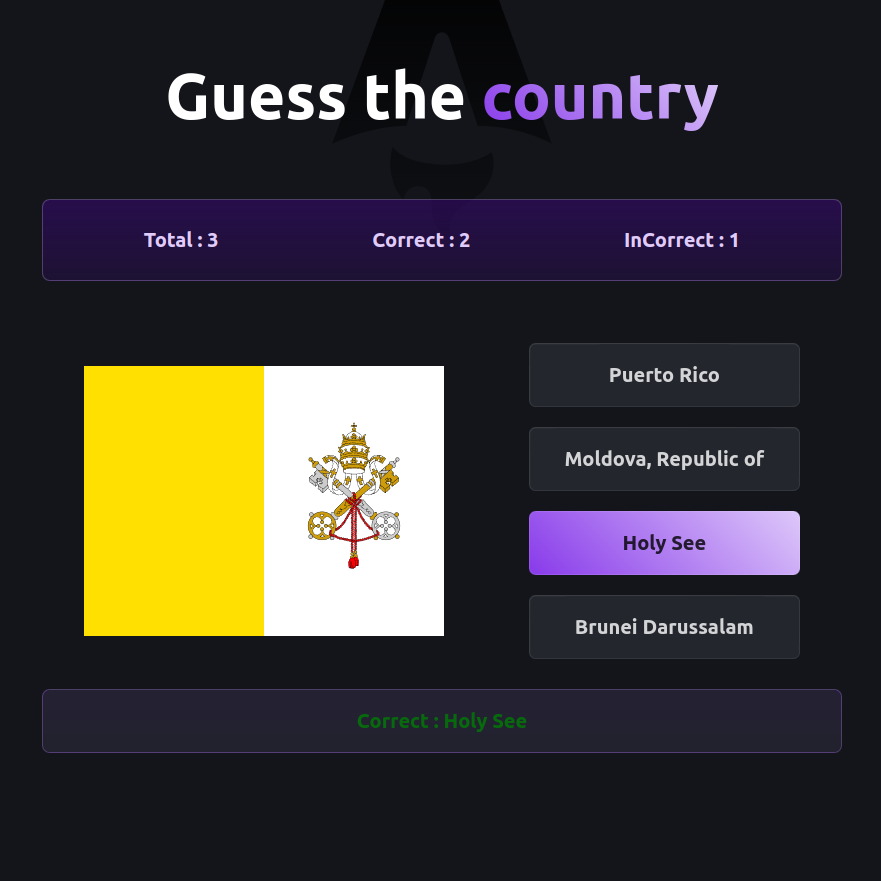 Guess the country
Total : 3
Correct : 2
InCorrect : 1
Puerto Rico
Moldova, Republic of
Holy See
Brunei Darussalam
Correct : Holy See